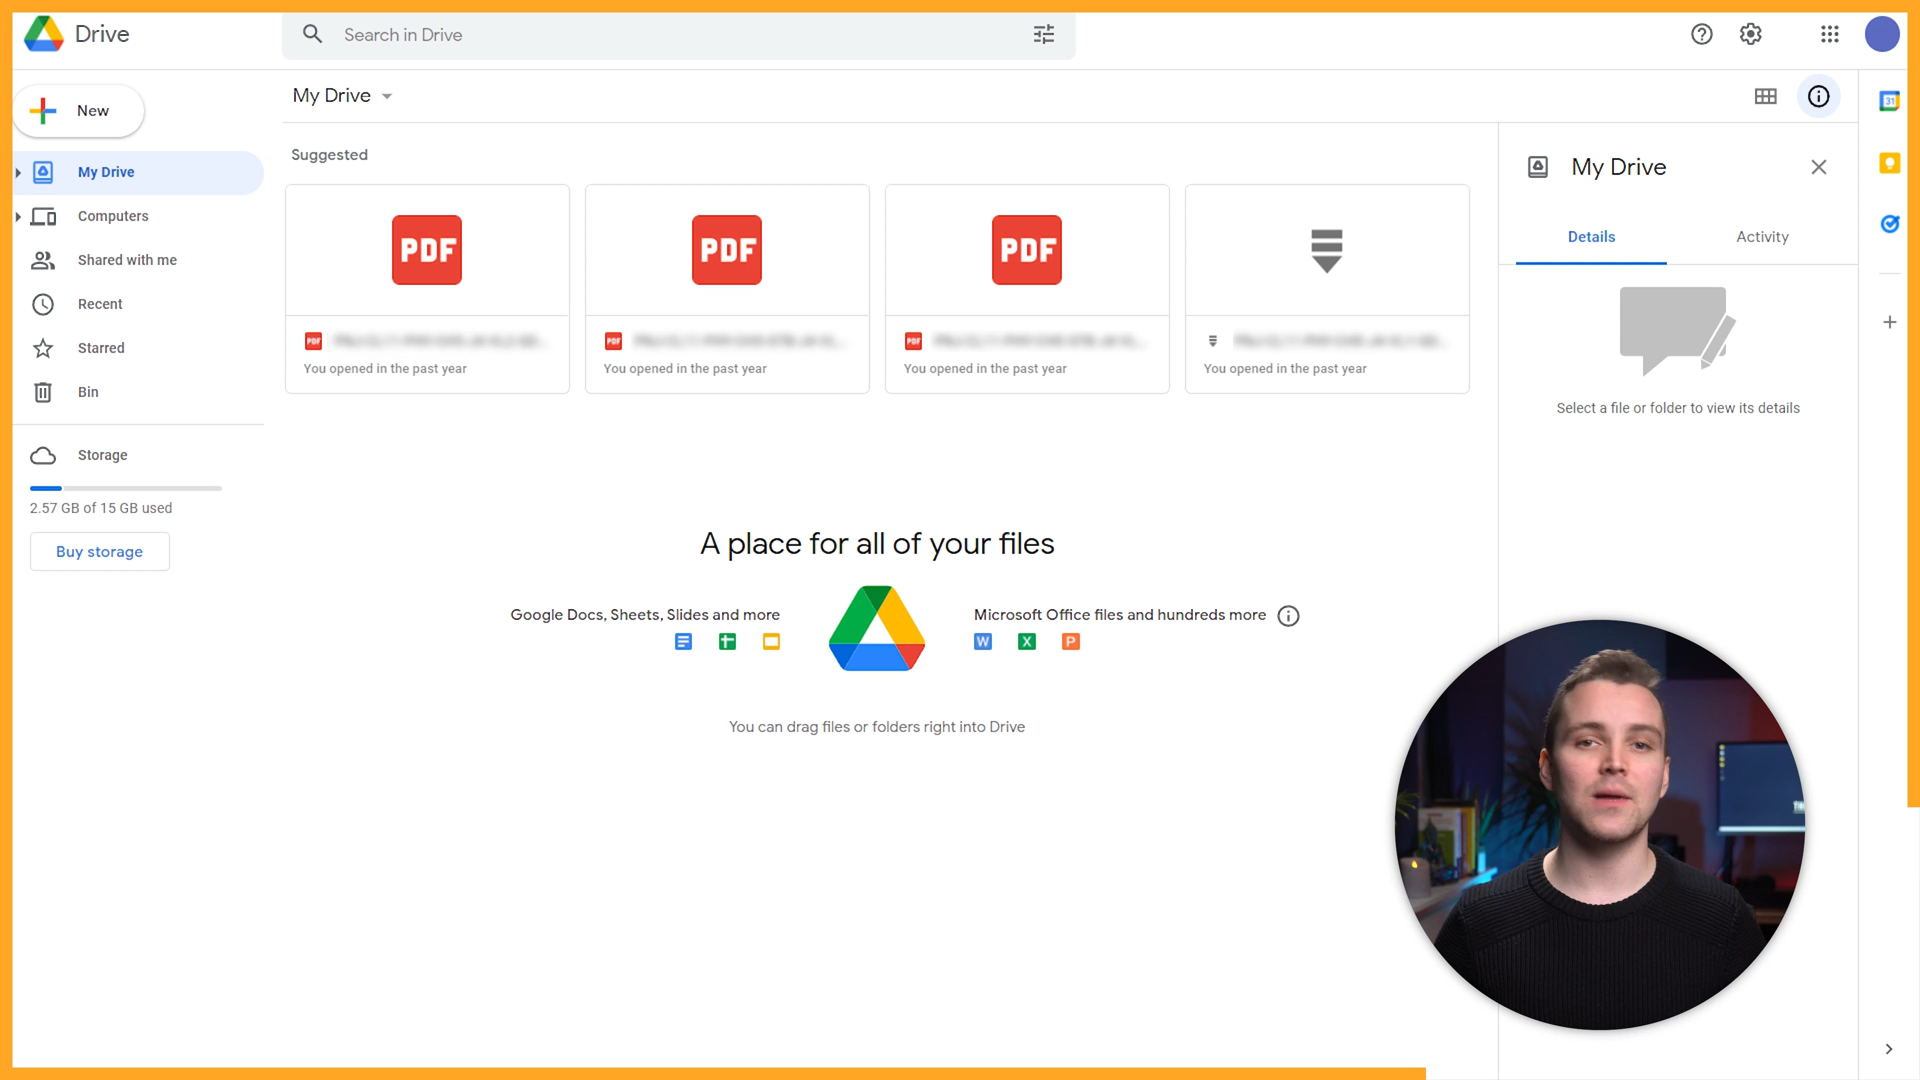 Drive
Search in Drive
New
My Drive
My Drive
Computers
Shared with me
Recent
Starred
Bin
Storage
2.57 GB of 15 GB used
Buy storage
Suggested
PDF
PDF
PDF
PDF
PDF
PDF
You opened in the past year
You opened in the past year
You opened in the past year
You opened in the past year
A place for all of your files
Google Docs, Sheets, Slides and more
Microsoft Office files and hundreds more
W
X
P
You can drag files or folders right into Drive
My Drive
Details
Activity
Select a file or folder to view its details
31